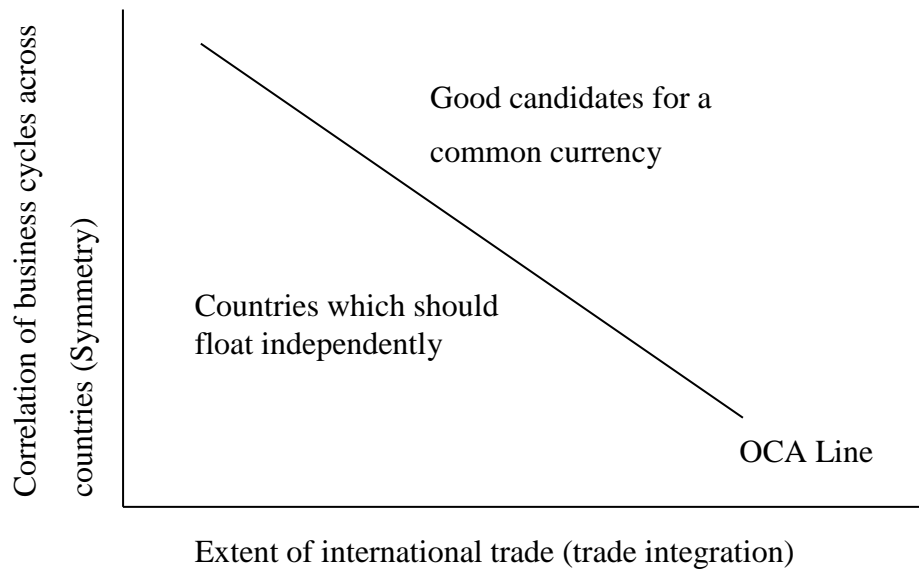 Correlation of business cycles across
countries (Symmetry)
Good candidates for a
common currency
Countries which should
float independently
OCA Line
Extent of international trade (trade integration)